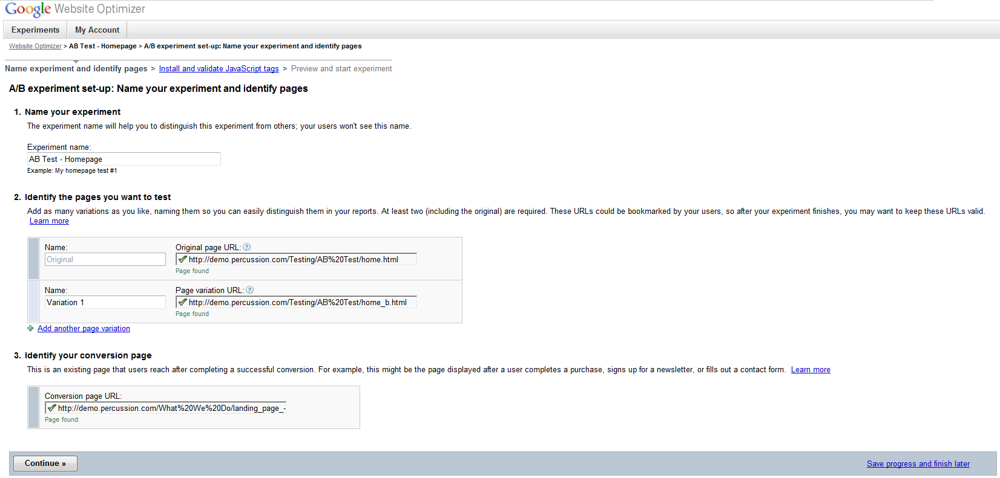 Google Website Optimizer
Experiments My Account
Website Optimizer > AB Test - Homepage > A/B experiment set-up: Name your experiment and identify pages
Name experiment and identify pages > Install and validate JavaScript tags > Preview and start experiment
A/B experiment set-up: Name your experiment and identify pages
1. Name your experiment
The experiment name will help you to distinguish this experiment from others; your users won't see this name.
Experiment name:
AB Test - Homepage
Example: My homepage test #1
2. Identify the pages you want to test
Add as many variations as you like, naming them so you can easily distinguish them in your reports. At least two (including the original) are required. These URLs could be bookmarked by your users, so after your experiment finishes, you may want to keep these URLs valid.
Learn more
Name: Original page URL: ?
Original http://demo.percussion.com/Testing/AB%20Test/home.html
Page found
Name: Page variation URL: ?
Variation 1 http://demo.percussion.com/Testing/AB%20Test/home_b.html
Page found
Add another page variation
3. Identify your conversion page
This is an existing page that users reach after completing a successful conversion. For example, this might be the page displayed after a user completes a purchase, signs up for a newsletter, or fills out a contact form. Learn more
Conversion page URL:
http://demo.percussion.com/What%20We%20Do/landing_page_-
Page found
Continue » Save progress and finish later